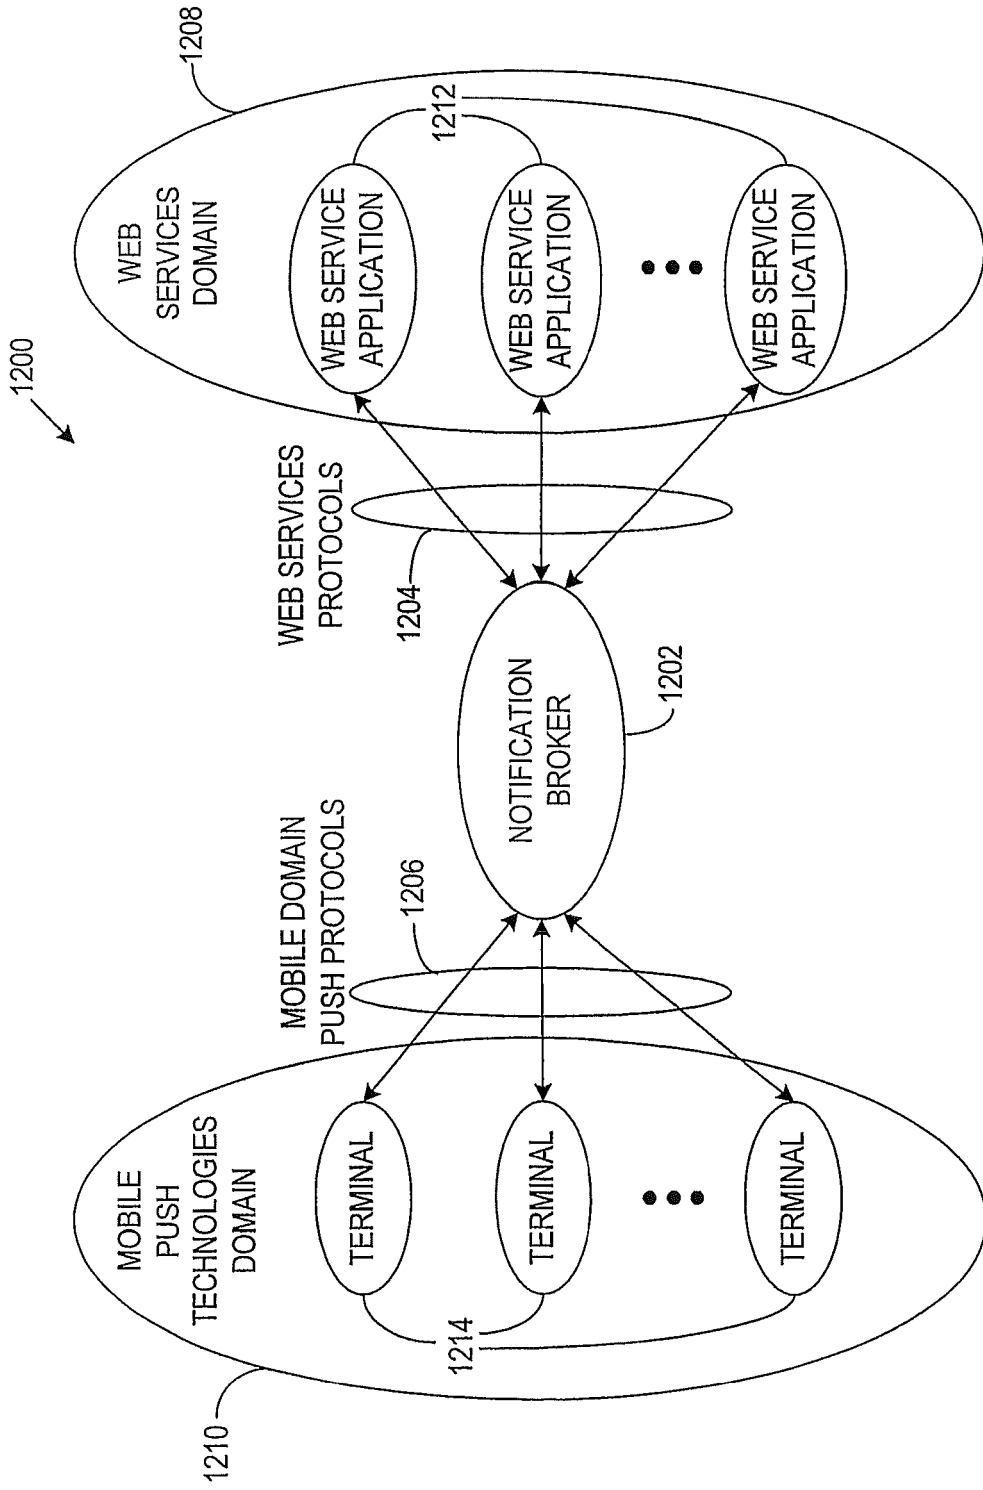 1200
1210
MOBILE
PUSH
TECHNOLOGIES
DOMAIN
TERMINAL
TERMINAL
TERMINAL
1214
MOBILE DOMAIN
PUSH PROTOCOLS
1206
NOTIFICATION
BROKER
1202
WEB SERVICES
PROTOCOLS
1204
WEB
SERVICES
DOMAIN
1208
WEB SERVICE
APPLICATION
WEB SERVICE
APPLICATION
WEB SERVICE
APPLICATION
1212